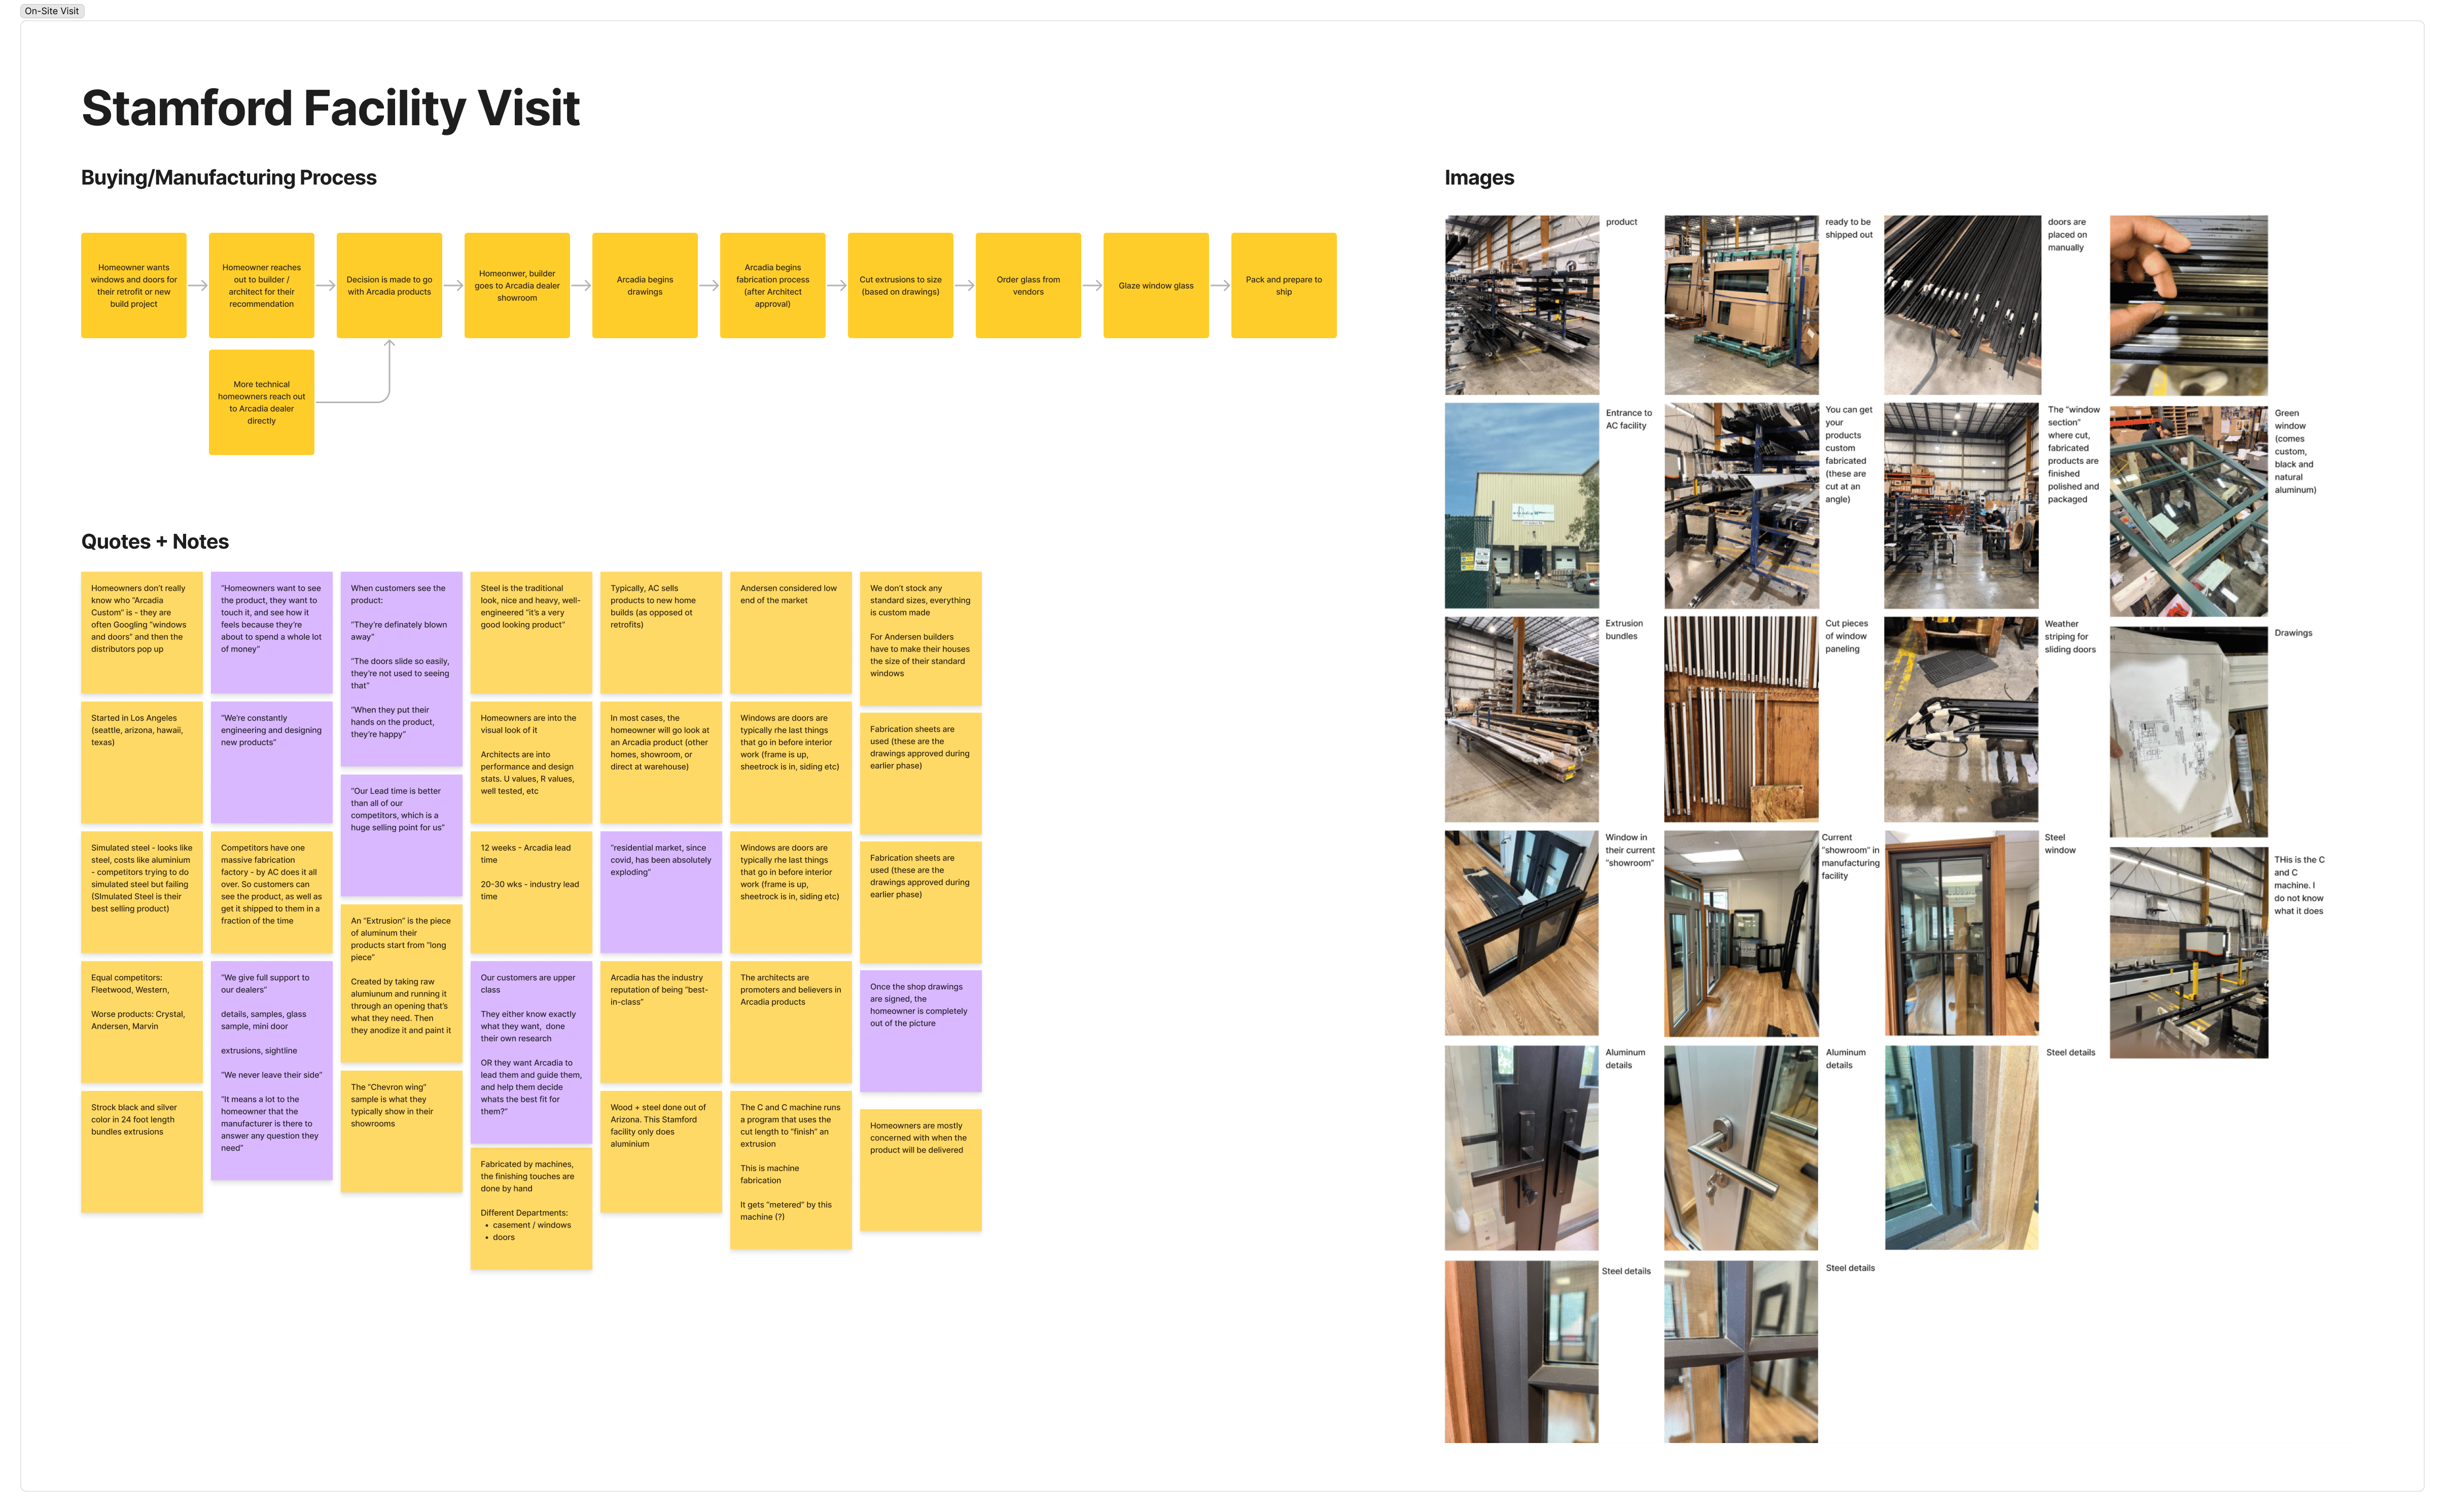 On-Site Visit
Stamford Facility Visit
Buying/Manufacturing Process
Homeowner wants
windows and doors for
their retrofit or new
build project
Homeowner reaches
out to builder /
architect for their
recommendation
Decision is made to go
with Arcadia products
Homeonwer, builder
goes to Arcadia dealer
showroom
Arcadia begins
drawings
Arcadia begins
fabrication process
(after Architect
approval)
Cut extrusions to size
(based on drawings)
Order glass from
vendors
Glaze window glass
Pack and prepare to
ship
More technical
homeowners reach out
to Arcadia dealer
directly
Quotes + Notes
Homeowners don't really
know who "Arcadia
Custom" is - they are
often Googling "windows
and doors" and then the
distributors pop up
Started in Los Angeles
(seattle, arizona, hawaii,
texas)
Simulated steel - looks like
steel, costs like aluminium
- competitors trying to do
simulated steel but failing
(SImulated Steel is their
best selling product)
Equal competitors:
Fleetwood, Western,
Worse products: Crystal,
Andersen, Marvin
Strock black and silver
color in 24 foot length
bundles extrusions
"Homeowners want to see
the product, they want to
touch it, and see how it
feels because they're
about to spend a whole lot
of money"
"We're constantly
engineering and designing
new products"
Competitors have one
massive fabrication
factory - by AC does it all
over. So customers can
see the product, as well as
get it shipped to them in a
fraction of the time
"We give full support to
our dealers"
details, samples, glass
sample, mini door
extrusions, sightline
"We never leave their side"
"It means a lot to the
homeowner that the
manufacturer is there to
answer any question they
need"
When customers see the
product:
"They're definately blown
away"
"The doors slide so easily,
they're not used to seeing
that"
"When they put their
hands on the product,
they're happy"
"Our Lead time is better
than all of our
competitors, which is a
huge selling point for us"
An "Extrusion" is the piece
of aluminum their
products start from "long
piece"
Created by taking raw
alumiunum and running it
through an opening that's
what they need. Then
they anodize it and paint it
The "Chevron wing"
sample is what they
typically show in their
showrooms
Steel is the traditional
look, nice and heavy, well-
engineered "it's a very
good looking product"
Homeowners are into the
visual look of it
Architects are into
performance and design
stats. U values, R values,
well tested, etc
12 weeks - Arcadia lead
time
20-30 wks - industry lead
time
Our customers are upper
class
They either know exactly
what they want, done
their own research
OR they want Arcadia to
lead them and guide them,
and help them decide
whats the best fit for
them?"
Fabricated by machines,
the finishing touches are
done by hand
Different Departments:
• casement / windows
• doors
Typically, AC sells
products to new home
builds (as opposed ot
retrofits)
In most cases, the
homeowner will go look at
an Arcadia product (other
homes, showroom, or
direct at warehouse)
"residential market, since
covid, has been absolutely
exploding"
Arcadia has the industry
reputation of being "best-
in-class"
Wood + steel done out of
Arizona. This Stamford
facility only does
aluminium
Andersen considered low
end of the market
Windows are doors are
typically rhe last things
that go in before interior
work (frame is up,
sheetrock is in, siding etc)
Windows are doors are
typically rhe last things
that go in before interior
work (frame is up,
sheetrock is in, siding etc)
The architects are
promoters and believers in
Arcadia products
The C and C machine runs
a program that uses the
cut length to "finish" an
extrusion
This is machine
fabrication
It gets "metered" by this
machine (?)
We don't stock any
standard sizes, everything
is custom made
For Andersen builders
have to make their houses
the size of their standard
windows
Fabrication sheets are
used (these are the
drawings approved during
earlier phase)
Fabrication sheets are
used (these are the
drawings approved during
earlier phase)
Once the shop drawings
are signed, the
homeowner is completely
out of the picture
Homeowners are mostly
concerned with when the
product will be delivered
Images
product
ready to be
shipped out
doors are
placed on
manually
Entrance to
AC facility
You can get
your
products
custom
fabricated
(these are
cut at an
angle)
The "window
section"
where cut,
fabricated
products are
finished
polished and
packaged
Green
window
(comes
custom,
black and
natural
aluminum)
Extrusion
bundles
Cut pieces
of window
paneling
Weather
striping for
sliding doors
Drawings
Window in
their current
"showroom"
Current
"showroom" in
manufacturing
facility
Steel
window
THis is the C
and C
machine. I
do not know
what it does
Aluminum
details
Aluminum
details
Steel details
Steel details
Steel details